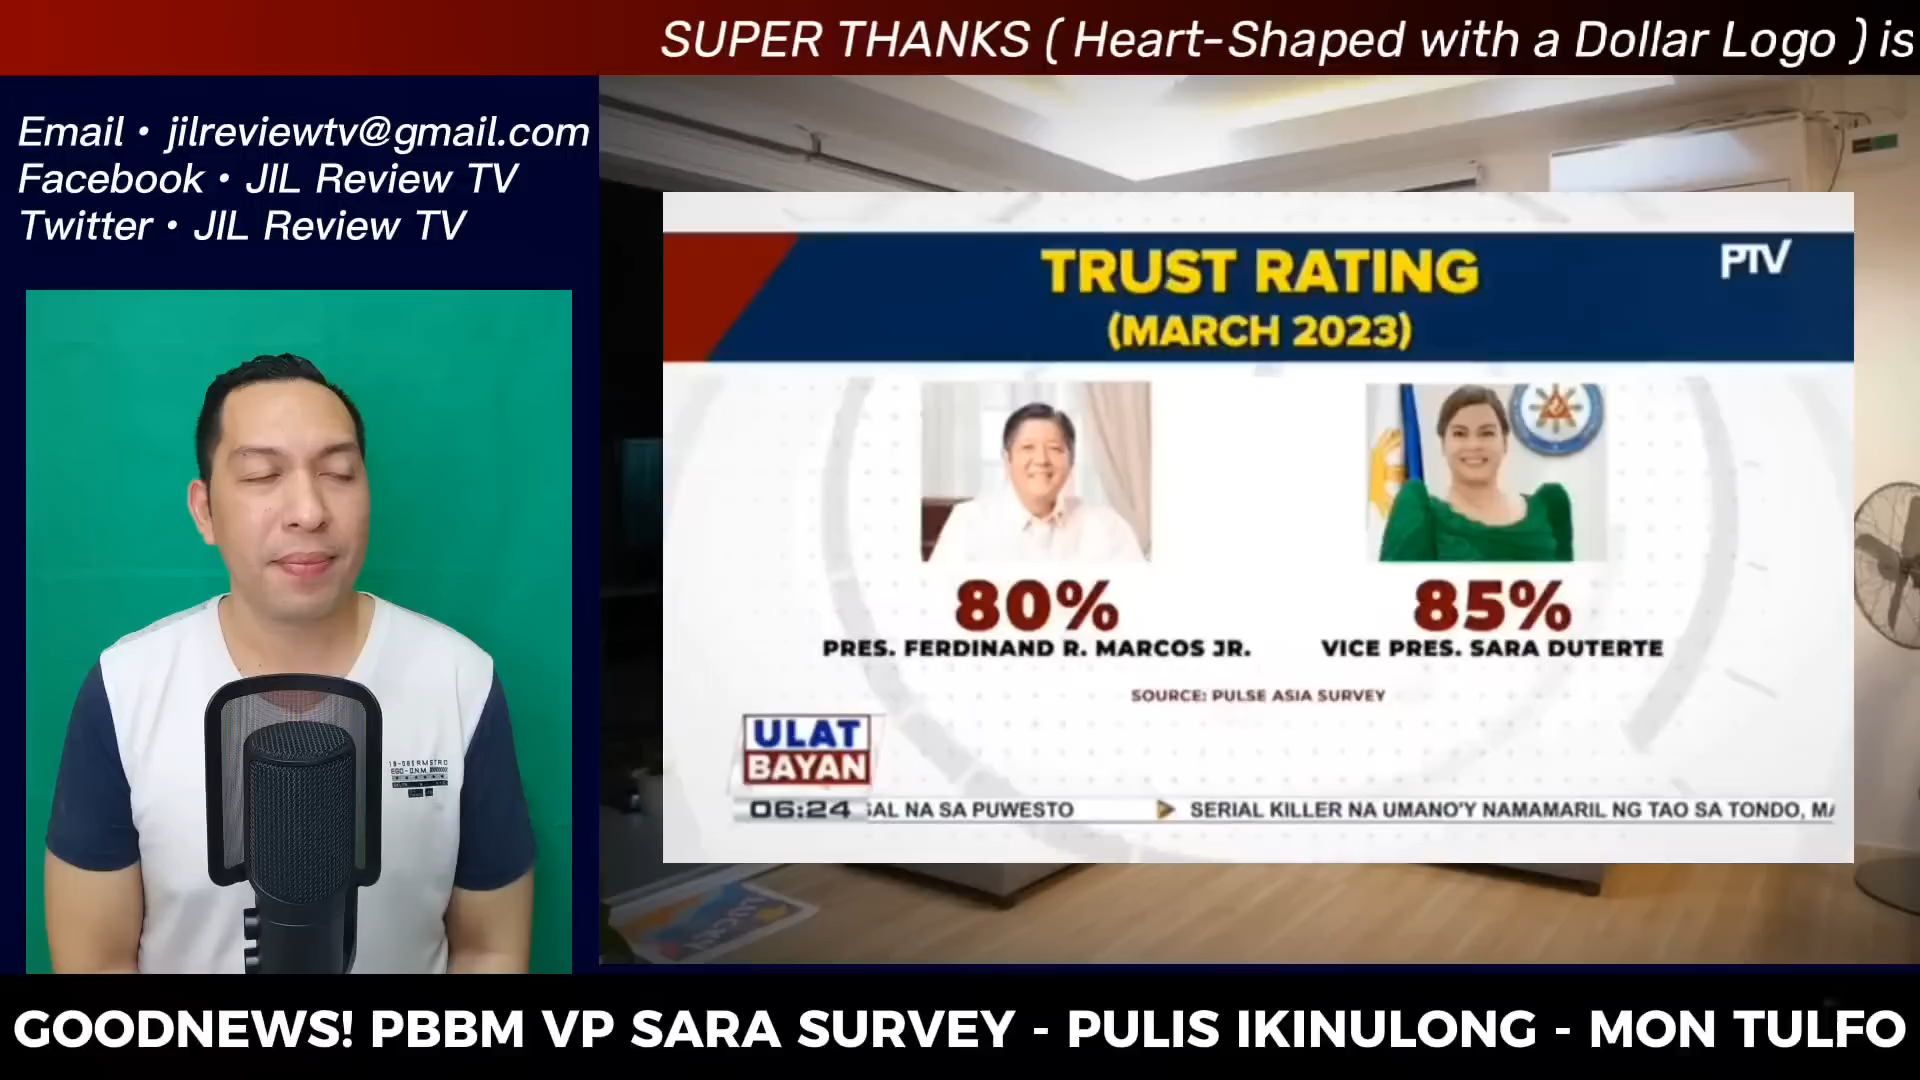 SUPER THANKS ( Heart-Shaped with a Dollar Logo ) is
Email • jilreviewtv@gmail.com
Facebook • JIL Review TV
Twitter • JIL Review TV
TRUST RATING
(MARCH 2023)
PTV
80%
PRES. FERDINAND R. MARCOS JR.
85%
VICE PRES. SARA DUTERTE
SOURCE: PULSE ASIA SURVEY
ULAT
BAYAN
06:24
NA SA PUWESTO
SERIAL KILLER NA UMANO'Y NAMAMARIL NG TAO SA TONDO,
GOODNEWS! PBBM VP SARA SURVEY - PULIS IKINULONG - MON TULFO